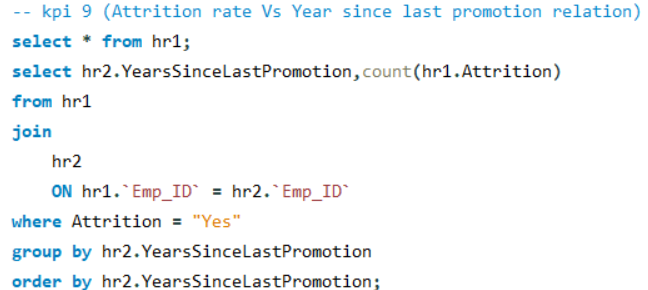 -- kpi 9 (Attrition rate Vs Year since last promotion relation)
select * from hr1;
select hr2.YearsSinceLastPromotion,count(hr1.Attrition)
from hr1
join
hr2
ON hr1.`Emp_ID` = hr2.`Emp_ID`
where Attrition = "Yes"
group by hr2.YearsSinceLastPromotion
order by hr2.YearsSinceLastPromotion;